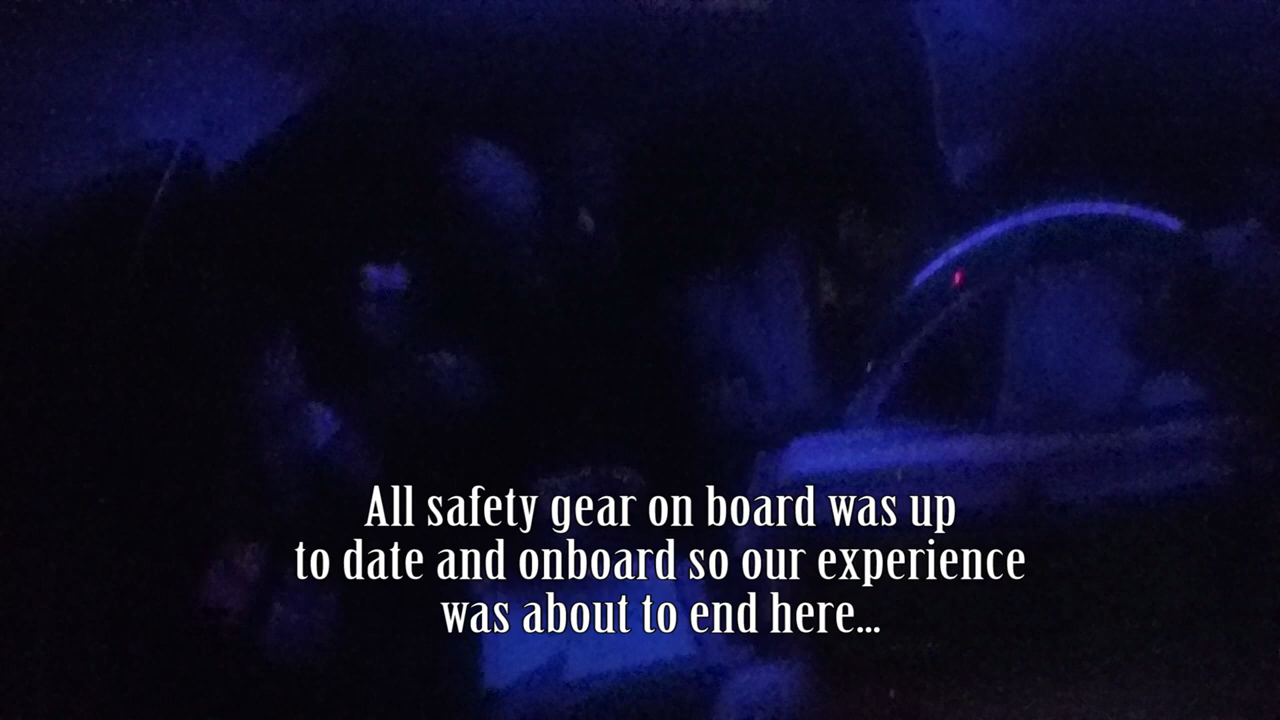 All safety gear on board was up
to date and onboard so our experience
was about to end here...